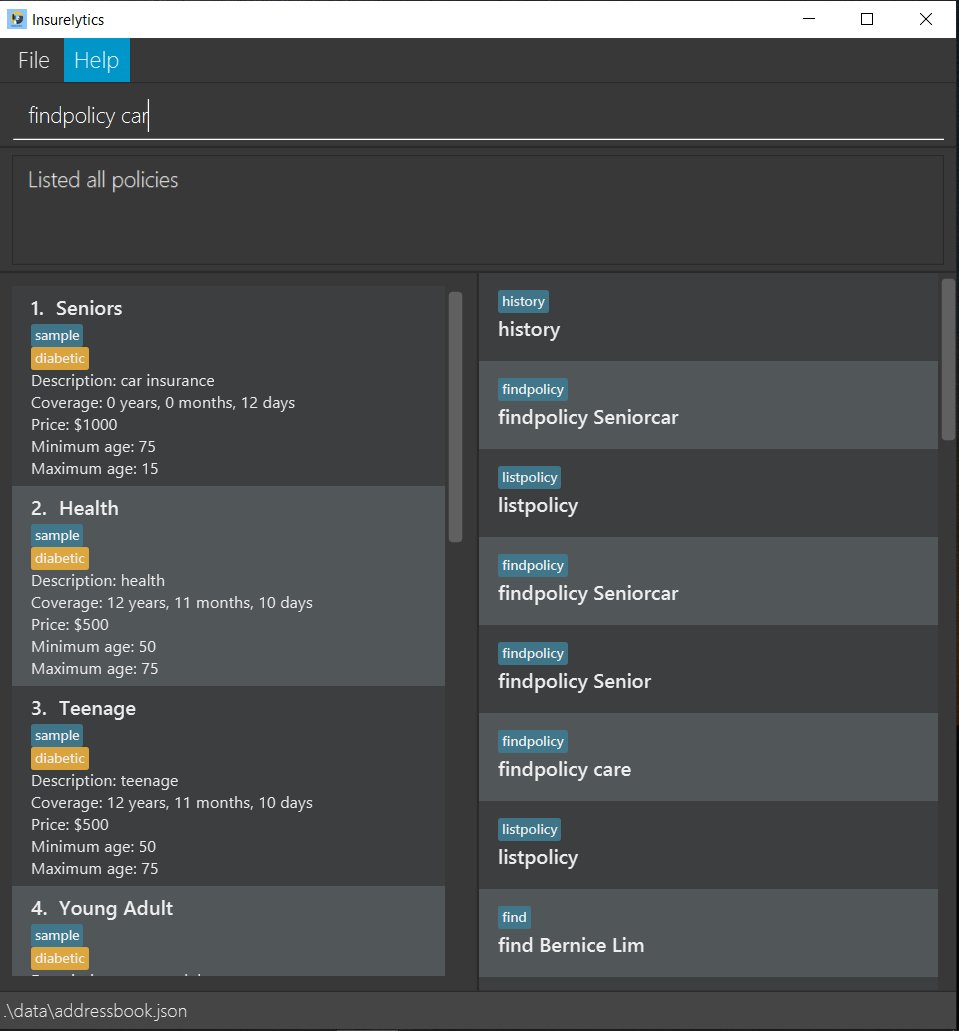 Insurelytics
File Help
findpolicy car
Listed all policies
1. Seniors
sample
diabetic
Description: car insurance
Coverage: 0 years, 0 months, 12 days
Price: $1000
Minimum age: 75
Maximum age: 15
2. Health
sample
diabetic
Description: health
Coverage: 12 years, 11 months, 10 days
Price: $500
Minimum age: 50
Maximum age: 75
3. Teenage
sample
diabetic
Description: teenage
Coverage: 12 years, 11 months, 10 days
Price: $500
Minimum age: 50
Maximum age: 75
4. Young Adult
sample
diabetic
history
history
findpolicy
findpolicy Seniorcar
listpolicy
listpolicy
findpolicy
findpolicy Seniorcar
findpolicy
findpolicy Senior
findpolicy
findpolicy care
listpolicy
listpolicy
find
find Bernice Lim
.\data\addressbook.json